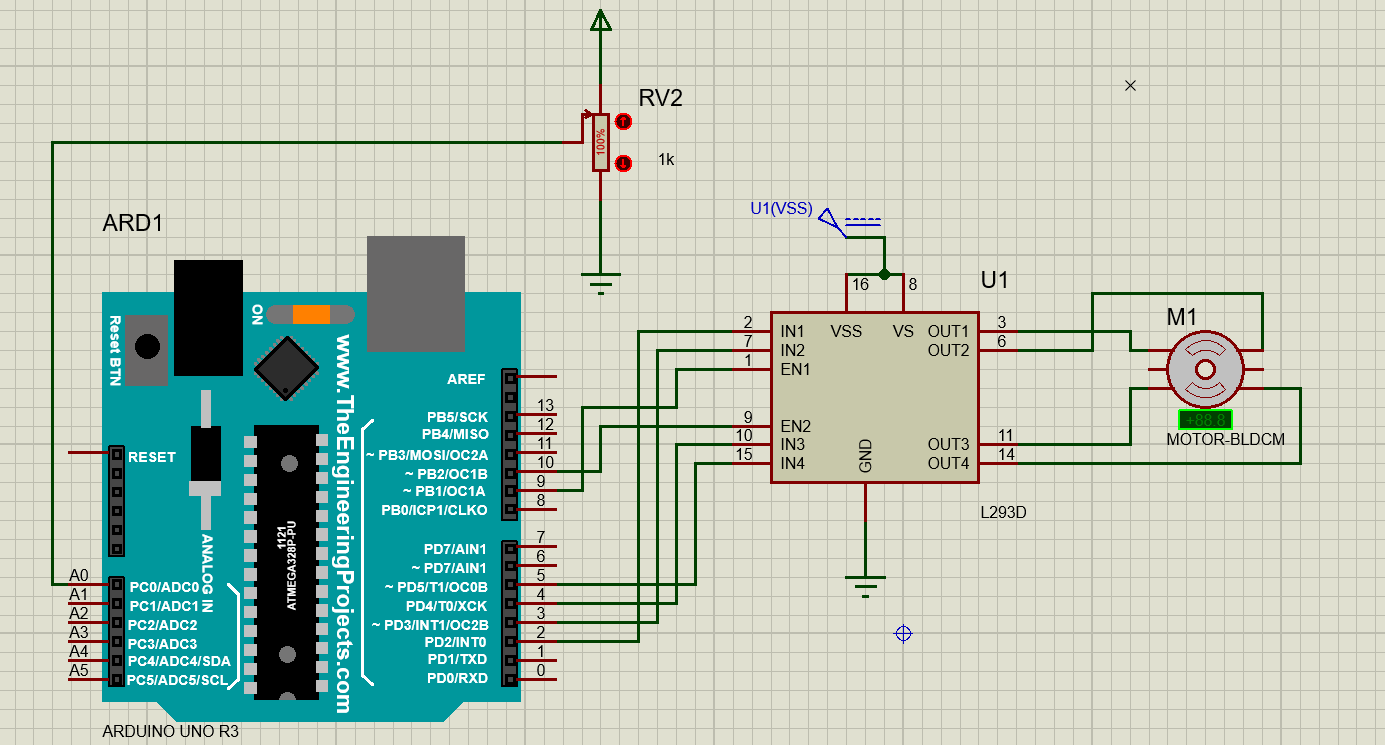 RV2
100%
1k
ARD1
U1(VSS)
ON
Reset BTN
www.TheEngineeringProjects.com
AREF
PB5/SCK 13
PB4/MISO 12
~ PB3/MOSI/OC2A 11
~ PB2/OC1B 10
~ PB1/OC1A 9
PB0/ICP1/CLKO 8
PD7/AIN1 7
~ PD7/AIN1 6
~ PD5/T1/OC0B 5
PD4/T0/XCK 4
~ PD3/INT1/OC2B 3
PD2/INT0 2
PD1/TXD 1
PD0/RXD 0
RESET
ANALOG IN
1121
ATMEGA328P-PU
A0 PC0/ADC0
A1 PC1/ADC1
A2 PC2/ADC2
A3 PC3/ADC3
A4 PC4/ADC4/SDA
A5 PC5/ADC5/SCL
ARDUINO UNO R3
U1
16 8
VSS VS
2 IN1
7 IN2
1 EN1
9 EN2
10 IN3
15 IN4
OUT1 3
OUT2 6
OUT3 11
OUT4 14
GND
L293D
M1
+88.8
MOTOR-BLDCM